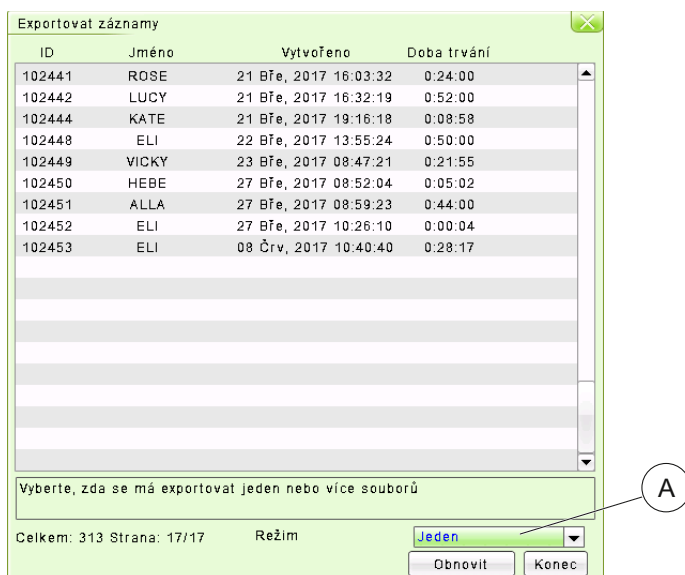 Exportovat záznamy
ID Jméno Vytvořeno Doba trvání
102441 ROSE 21 Bře, 2017 16:03:32 0:24:00
102442 LUCY 21 Bře, 2017 16:32:19 0:52:00
102444 KATE 21 Bře, 2017 19:16:18 0:08:58
102448 ELI 22 Bře, 2017 13:55:24 0:50:00
102449 VICKY 23 Bře, 2017 08:47:21 0:21:55
102450 HEBE 27 Bře, 2017 08:52:04 0:05:02
102451 ALLA 27 Bře, 2017 08:59:23 0:44:00
102452 ELI 27 Bře, 2017 10:26:10 0:00:04
102453 ELI 08 Črv, 2017 10:40:40 0:28:17
Vyberte, zda se má exportovat jeden nebo více souborů
A
Celkem: 313 Strana: 17/17 Režim Jeden
Obnovit Konec